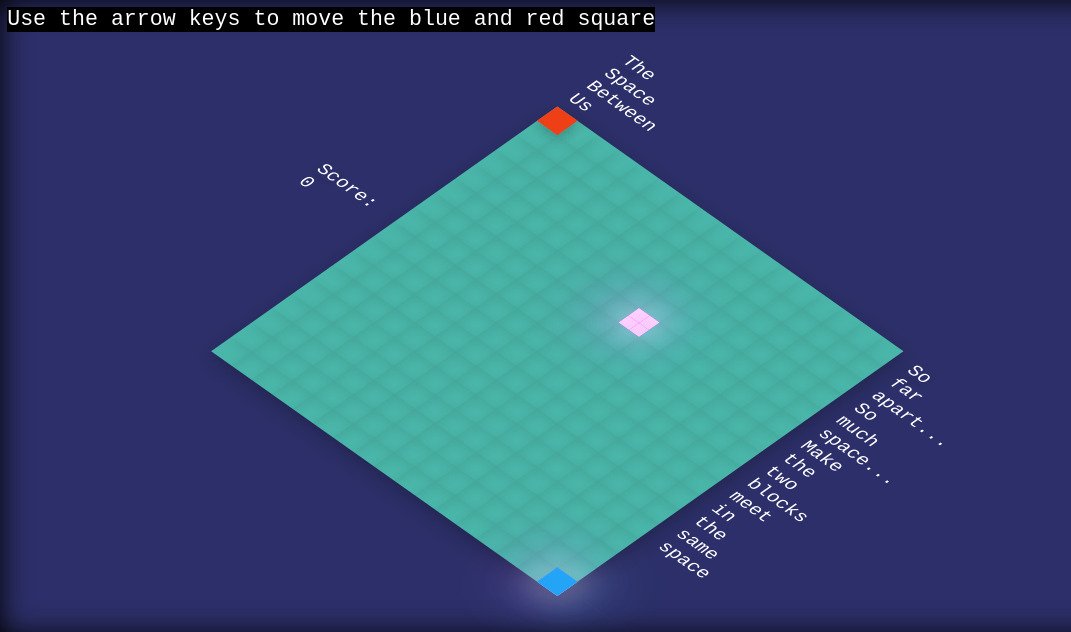 Use the arrow keys to move the blue and red square
The
Space
Between
Us
Score:
0
So
far
apart...
So
much
space...
Make
the
two
blocks
meet
in
the
same
space